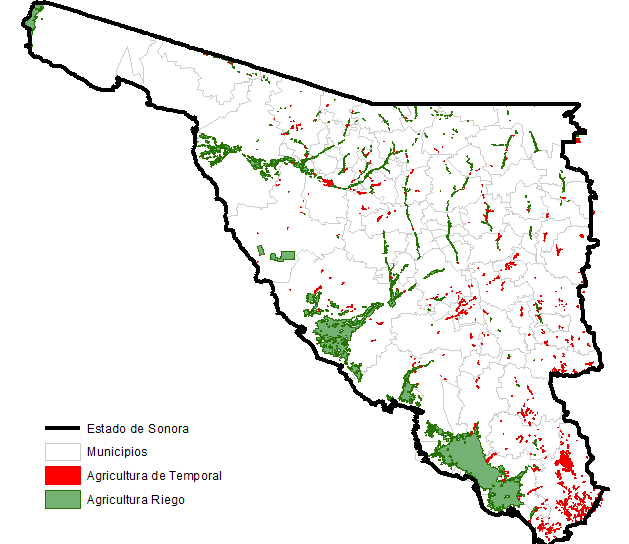 Estado de Sonora
Municipios
Agricultura de Temporal
Agricultura Riego